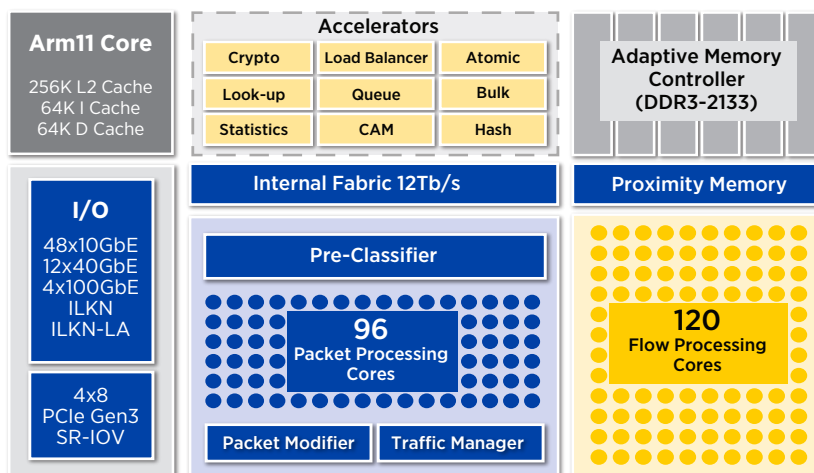 Arm11 Core
256K L2 Cache
64K I Cache
64K D Cache
Accelerators
Crypto
Load Balancer
Atomic
Look-up
Queue
Bulk
Statistics
CAM
Hash
Adaptive Memory
Controller
(DDR3-2133)
Internal Fabric 12Tb/s
Proximity Memory
I/O
48x10GbE
12x40GbE
4x100GbE
ILKN
ILKN-LA
4x8
PCIe Gen3
SR-IOV
Pre-Classifier
96
Packet Processing
Cores
Packet Modifier
Traffic Manager
120
Flow Processing
Cores